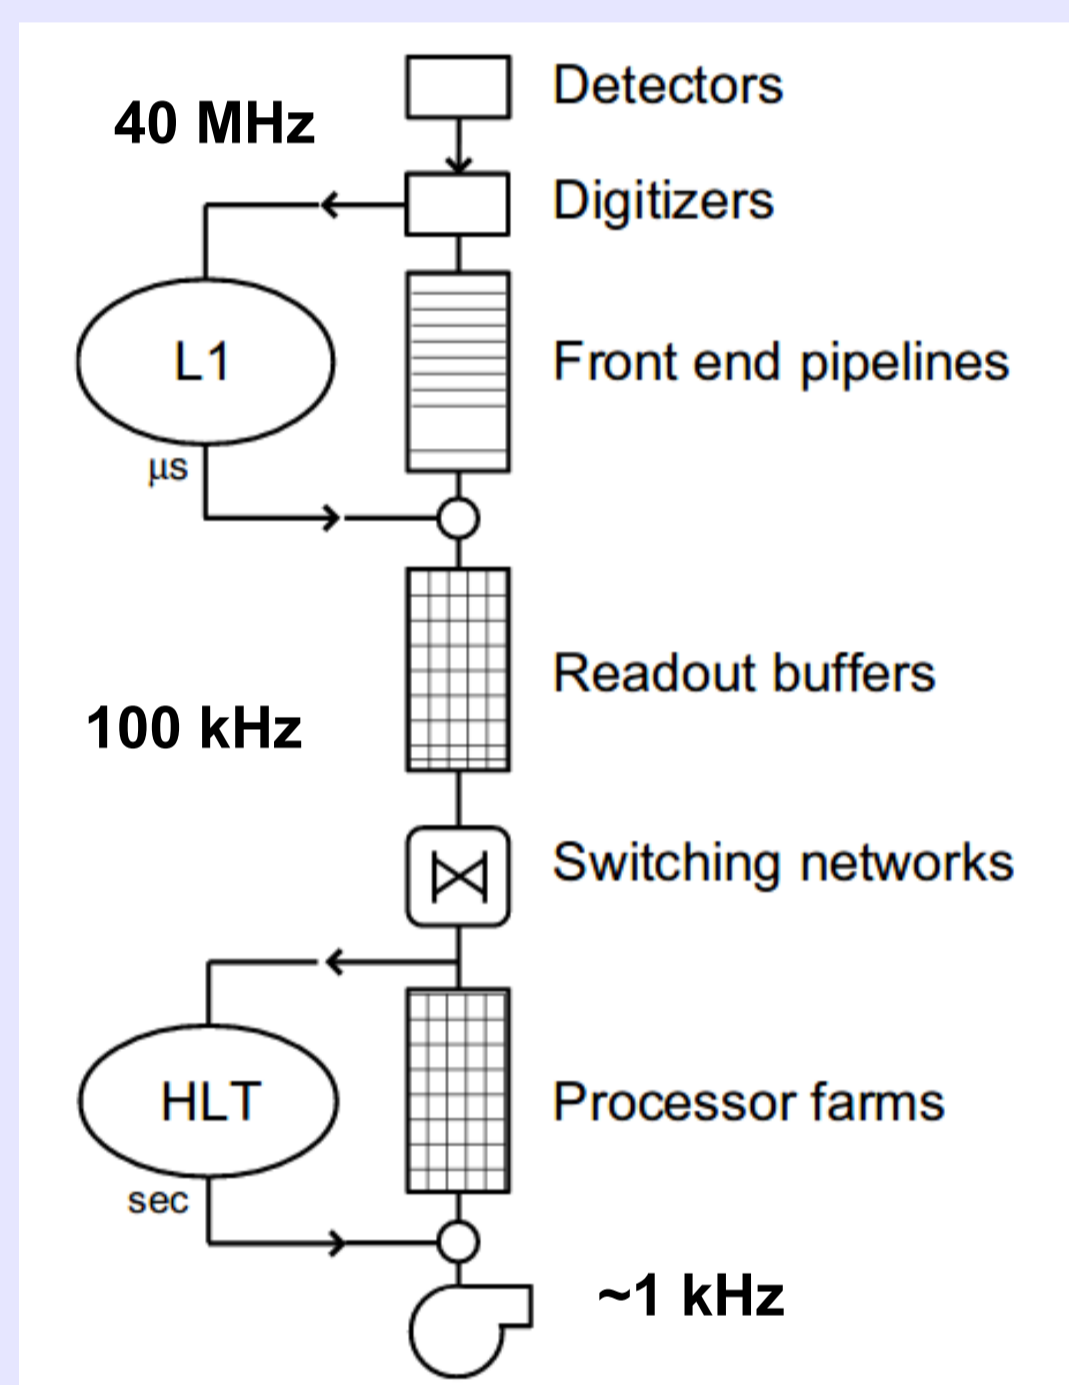 Detectors
40 MHz
Digitizers
L1
Front end pipelines
µs
Readout buffers
100 kHz
Switching networks
HLT
Processor farms
sec
~1 kHz